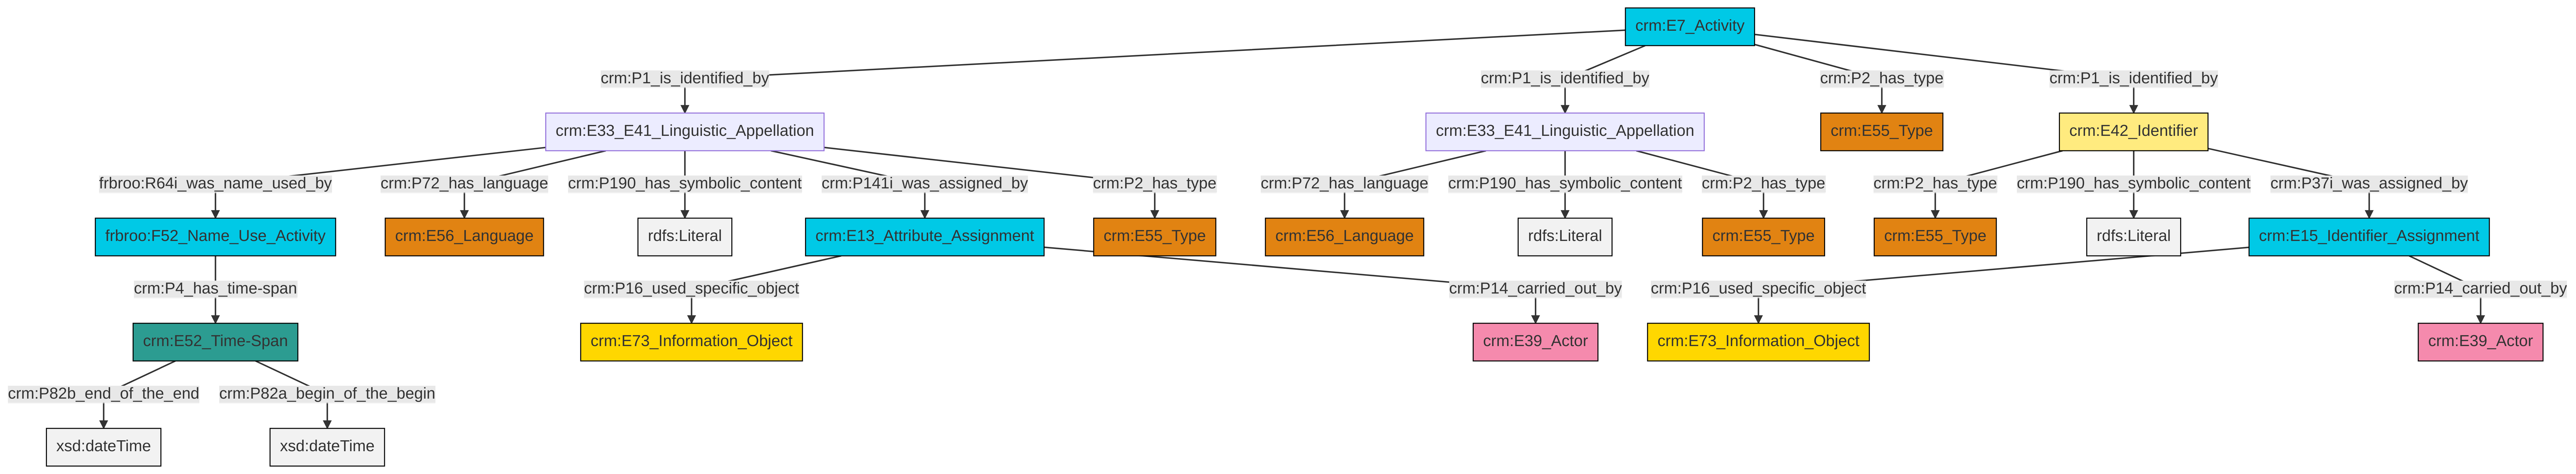 crm:E7_Activity
crm:P1_is_identified_by
crm:P1_is_identified_by
crm:P2_has_type
crm:P1_is_identified_by
crm:E33_E41_Linguistic_Appellation
crm:E33_E41_Linguistic_Appellation
crm:E55_Type
crm:E42_Identifier
frbroo:R64i_was_name_used_by
crm:P72_has_language
crm:P190_has_symbolic_content
crm:P141i_was_assigned_by
crm:P2_has_type
crm:P72_has_language
crm:P190_has_symbolic_content
crm:P2_has_type
crm:P2_has_type
crm:P190_has_symbolic_content
crm:P37i_was_assigned_by
frbroo:F52_Name_Use_Activity
crm:E56_Language
rdfs:Literal
crm:E13_Attribute_Assignment
crm:E55_Type
crm:E56_Language
rdfs:Literal
crm:E55_Type
crm:E55_Type
rdfs:Literal
crm:E15_Identifier_Assignment
crm:P4_has_time-span
crm:P16_used_specific_object
crm:P14_carried_out_by
crm:P16_used_specific_object
crm:P14_carried_out_by
crm:E52_Time-Span
crm:E73_Information_Object
crm:E39_Actor
crm:E73_Information_Object
crm:E39_Actor
crm:P82b_end_of_the_end
crm:P82a_begin_of_the_begin
xsd:dateTime
xsd:dateTime